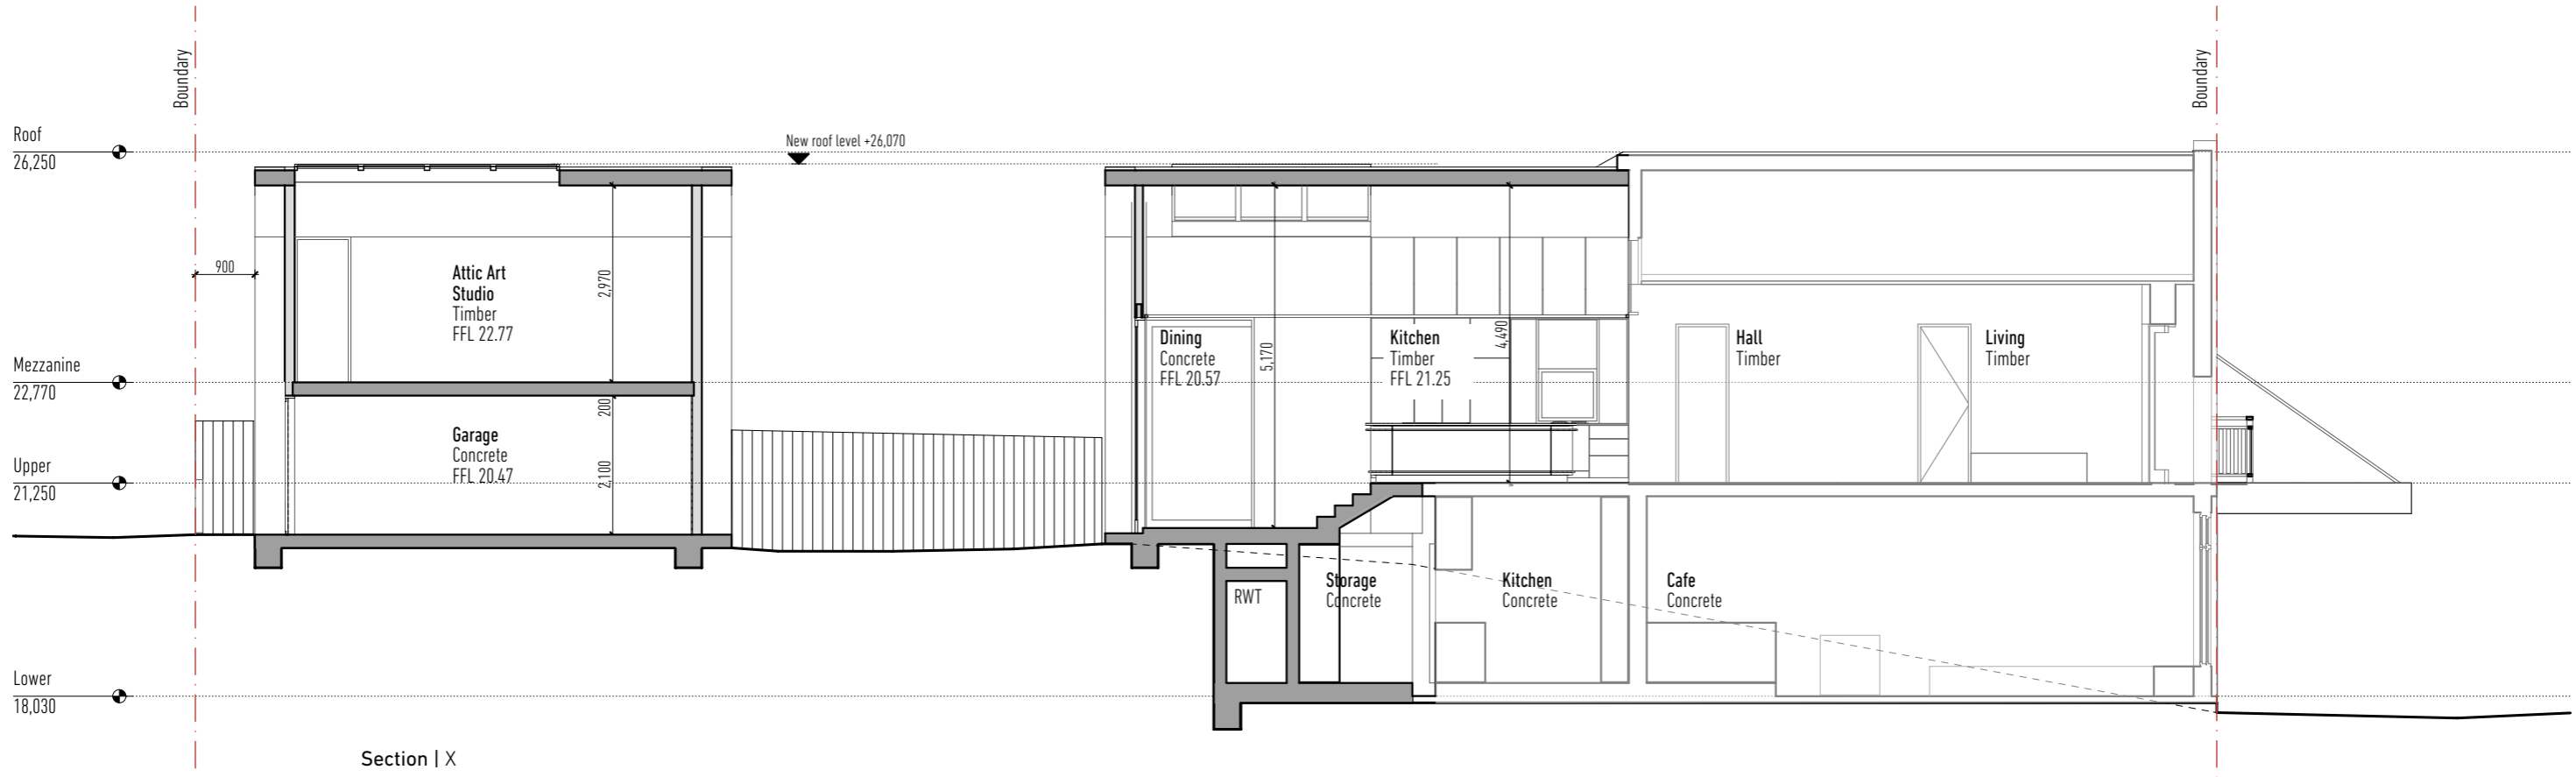 Boundary
Boundary
Roof
26,250
New roof level +26,070
900
Attic Art
Studio
Timber
FFL 22.77
2,970
Mezzanine
22,770
Dining
Concrete
FFL 20.57
5,170
Kitchen
Timber
FFL 21.25
4,490
Hall
Timber
Living
Timber
200
Garage
Concrete
FFL 20.47
2,100
Upper
21,250
RWT
Storage
Concrete
Kitchen
Concrete
Cafe
Concrete
Lower
18,030
Section | X